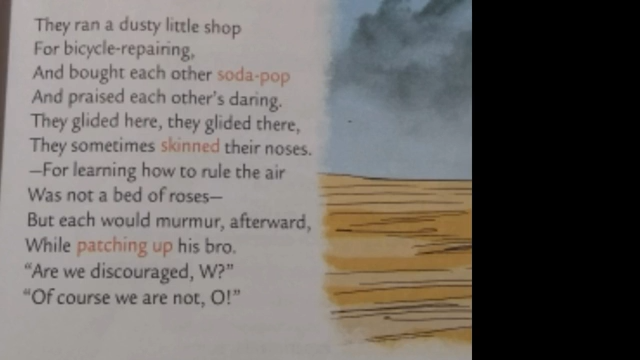 They ran a dusty little shop
For bicycle-repairing,
And bought each other soda-pop
And praised each other's daring.
They glided here, they glided there,
They sometimes skinned their noses.
—For learning how to rule the air
Was not a bed of roses—
But each would murmur, afterward,
While patching up his bro.
“Are we discouraged, W?”
“Of course we are not, O!”